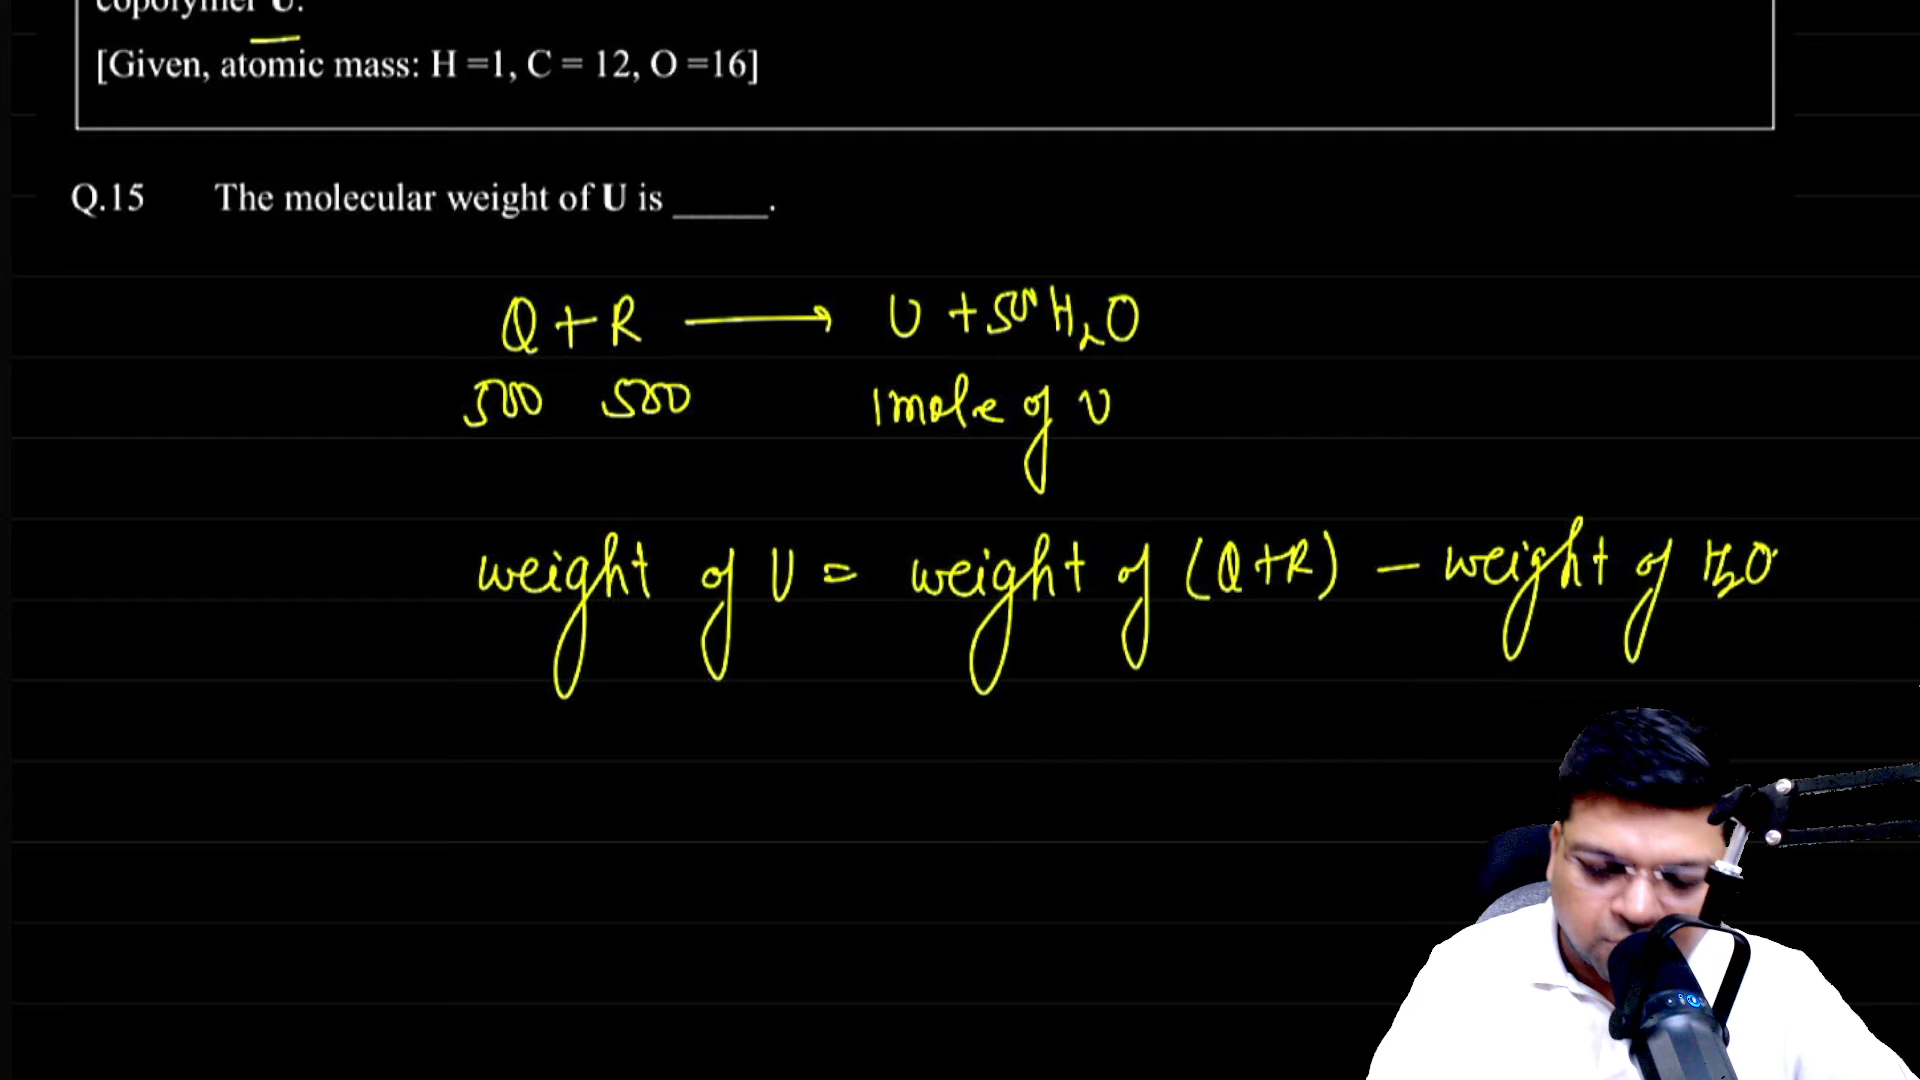 copolymer U.
[Given, atomic mass: H =1, C = 12, O =16]
Q.15 The molecular weight of U is _____.
Q + R ⟶ U + 500 H₂O
500 500 1 mole of U
weight of U = weight of (Q+R) – weight of H₂O